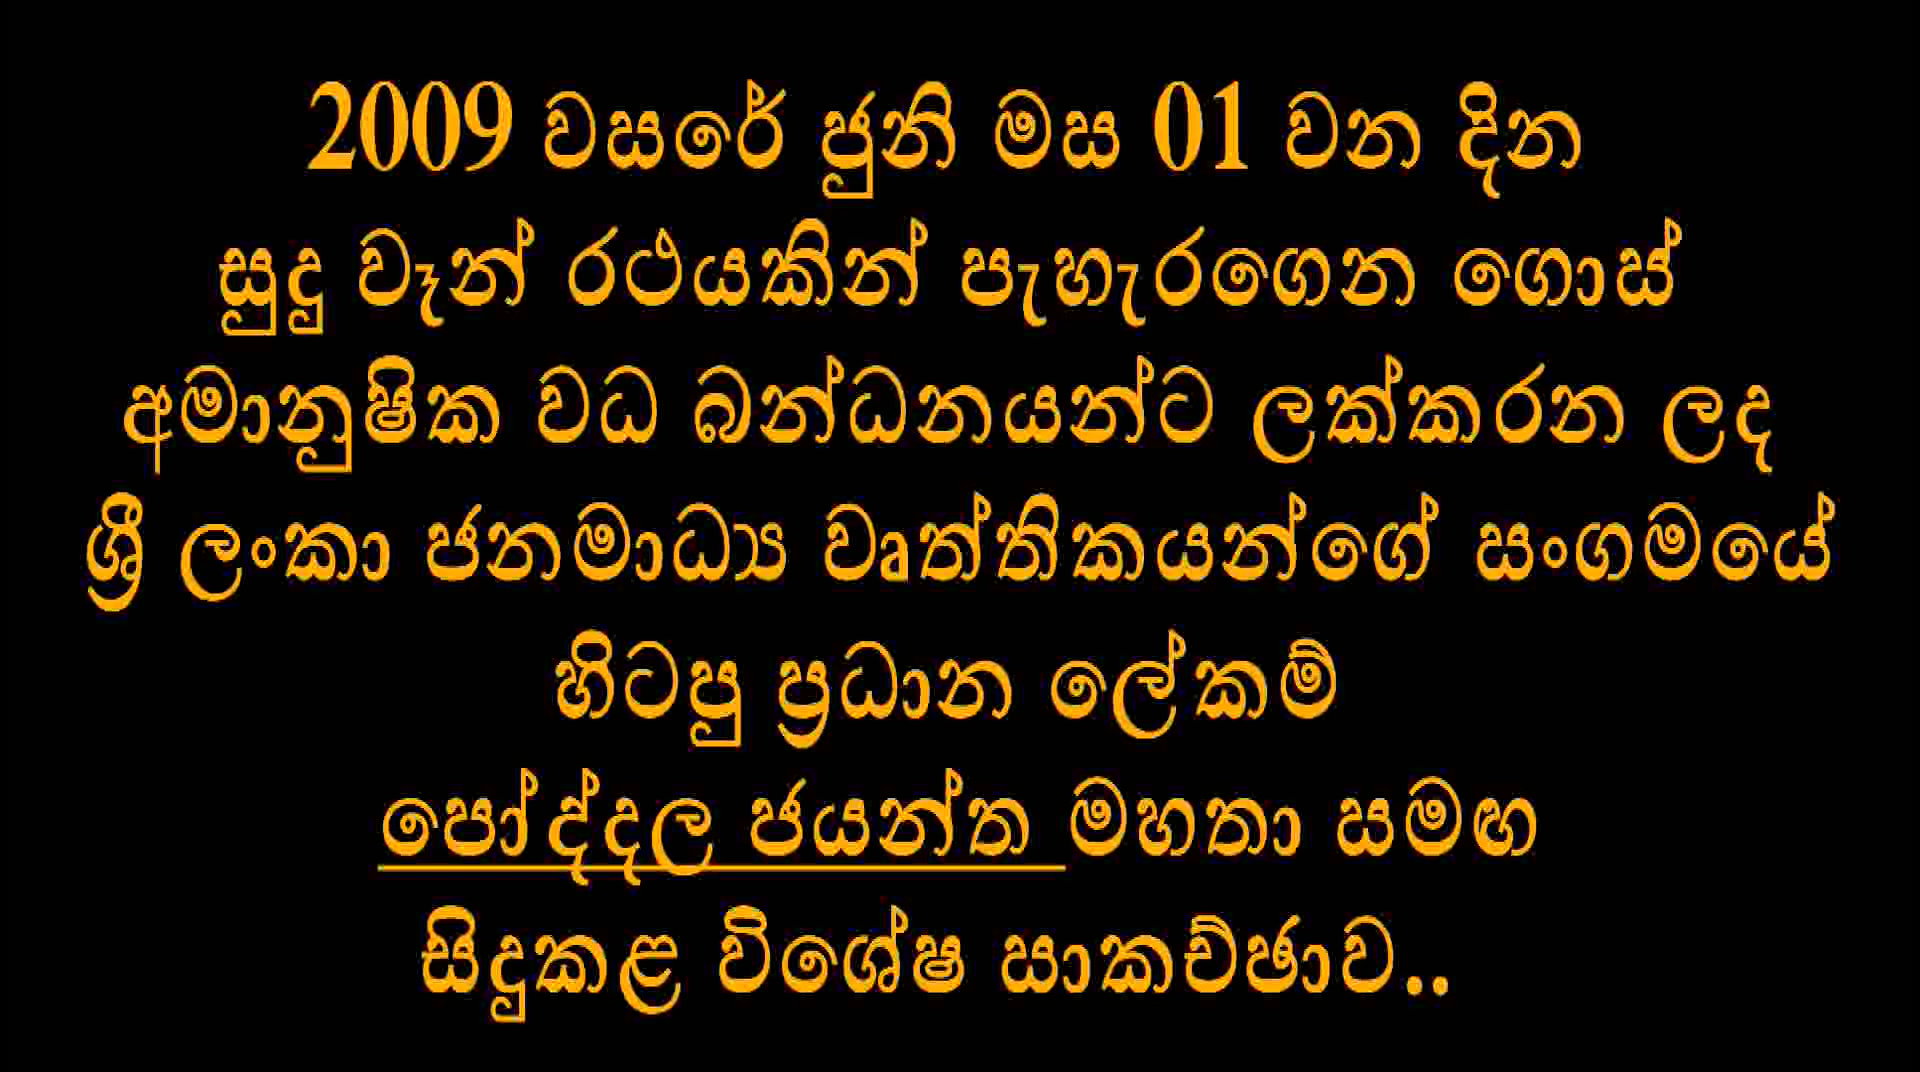 2009 වසරේ ජුනි මස 01 වන දින
සුදු වෑන් රථයකින් පැහැරගෙන ගොස්
අමානුෂික වධ බන්ධනයන්ට ලක්කරන ලද
ශ්‍රී ලංකා ජනමාධ්‍ය වෘත්තිකයන්ගේ සංගමයේ
හිටපු ප්‍රධාන ලේකම්
පෝද්දල ජයන්ත මහතා සමඟ
සිදුකළ විශේෂ සාකච්ඡාව..